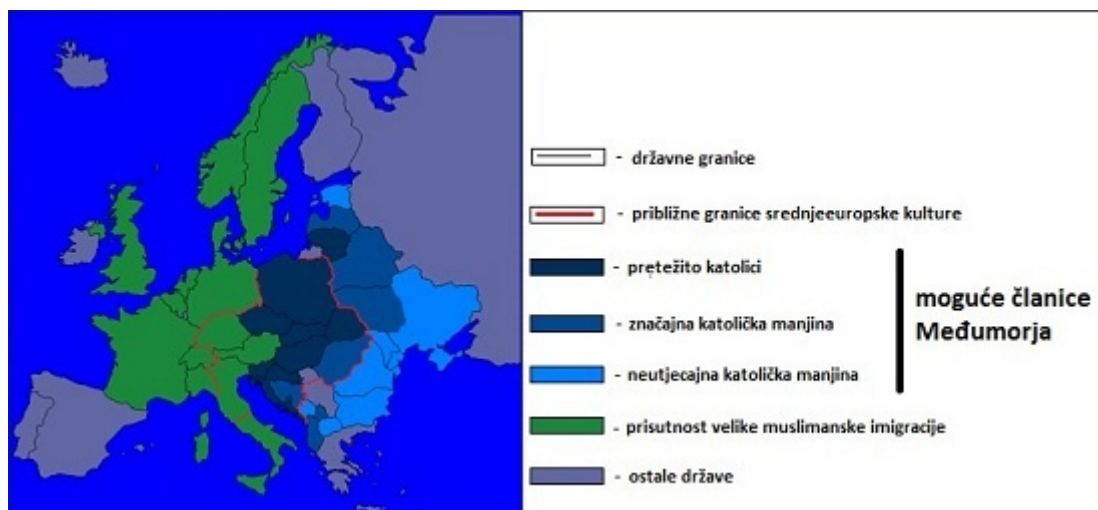 - državne granice
- približne granice srednjeeuropske kulture
- pretežito katolici
- značajna katolička manjina
- neutjecajna katolička manjina
moguće članice
Međumorja
- prisutnost velike muslimanske imigracije
- ostale države